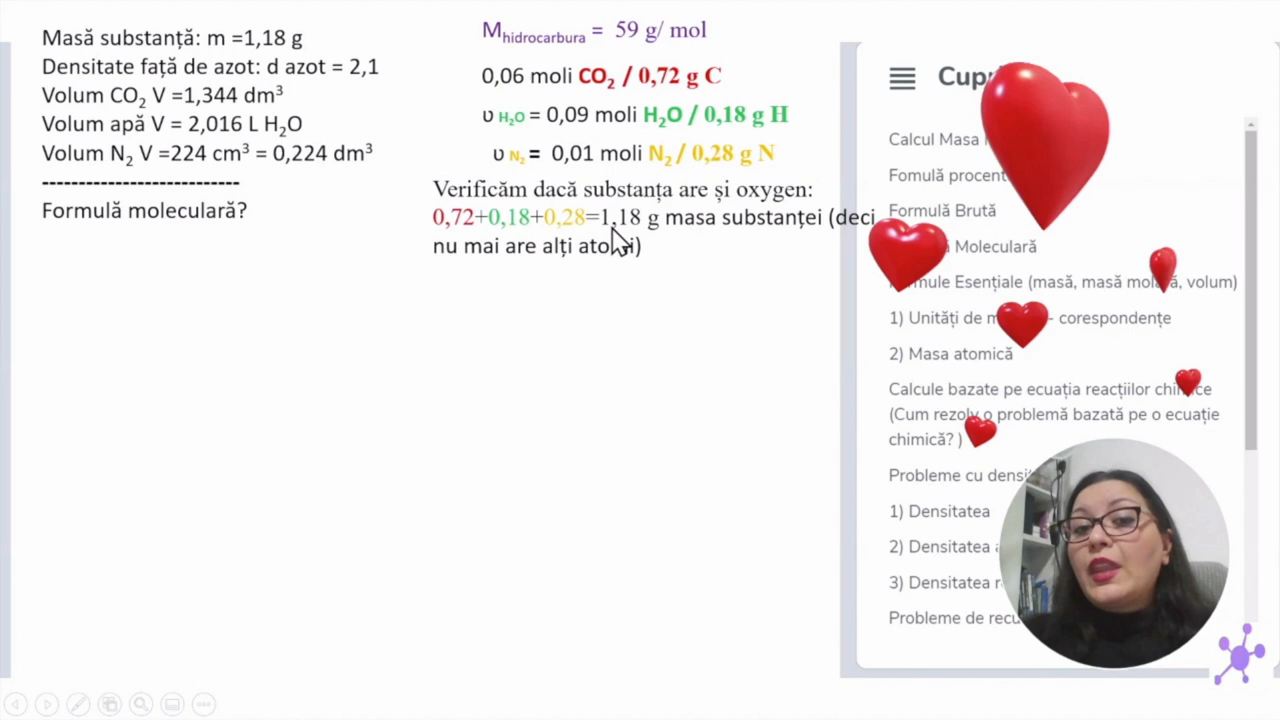 Masă substanță: m =1,18 g
Densitate față de azot: d azot = 2,1
Volum CO₂ V =1,344 dm³
Volum apă V = 2,016 L H₂O
Volum N₂ V =224 cm³ = 0,224 dm³
---------------------------
Formulă moleculară?
Mhidrocarbura = 59 g/ mol
0,06 moli CO₂ / 0,72 g C
υ H₂O = 0,09 moli H₂O / 0,18 g H
υ N₂ = 0,01 moli N₂ / 0,28 g N
Verificăm dacă substanța are și oxygen:
0,72+0,18+0,28=1,18 g masa substanței (deci
nu mai are alți atomi)
Calcul Masa
Fomulă procent
Formulă Brută
Moleculară
Esențiale (masă, masă molară, volum)
1) Unități de - corespondențe
2) Masa atomică
Calcule bazate pe ecuația reacțiilor chimice
(Cum rezolv o problemă bazată pe o ecuație
chimică? )
Probleme cu
1) Densitatea
2) Densitatea
3) Densitatea
Probleme de